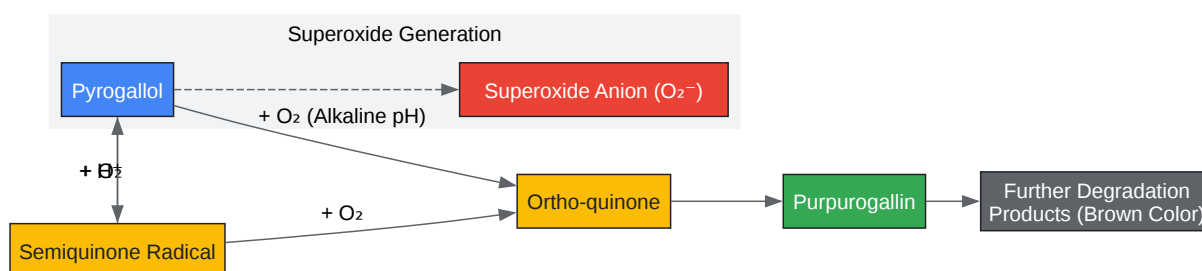 Superoxide Generation
Pyrogallol
Superoxide Anion (O₂⁻)
+ O₂ (Alkaline pH)
Ortho-quinone
Purpurogallin
Further Degradation
Products (Brown Color)
+ O₂
Semiquinone Radical